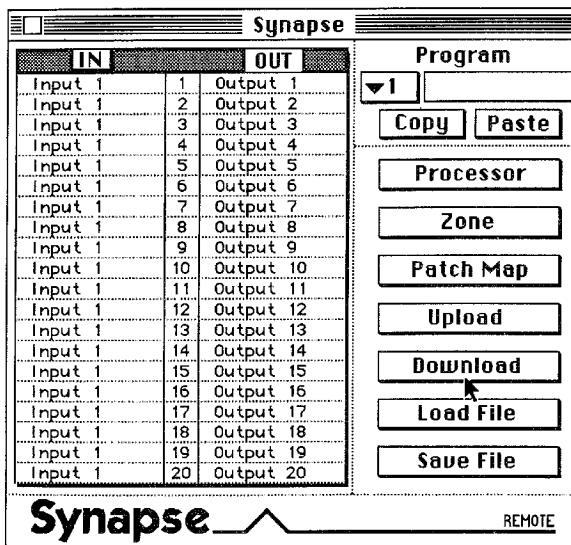 Synapse
IN OUT
Input 1 1 Output 1
Input 1 2 Output 2
Input 1 3 Output 3
Input 1 4 Output 4
Input 1 5 Output 5
Input 1 6 Output 6
Input 1 7 Output 7
Input 1 8 Output 8
Input 1 9 Output 9
Input 1 10 Output 10
Input 1 11 Output 11
Input 1 12 Output 12
Input 1 13 Output 13
Input 1 14 Output 14
Input 1 15 Output 15
Input 1 16 Output 16
Input 1 17 Output 17
Input 1 18 Output 18
Input 1 19 Output 19
Input 1 20 Output 20
Program
1
Copy Paste
Processor
Zone
Patch Map
Upload
Download
Load File
Save File
Synapse REMOTE